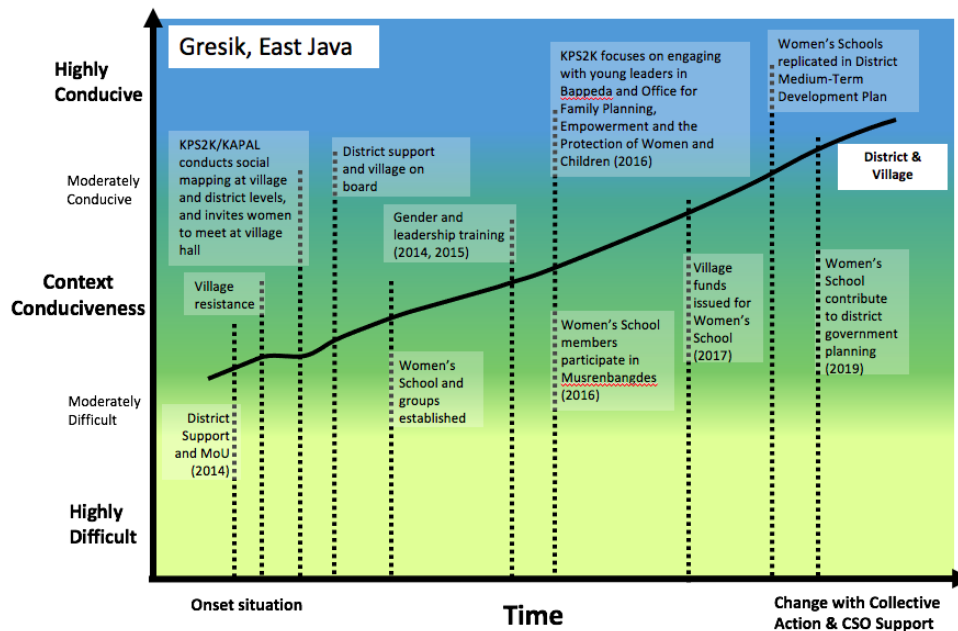 Gresik, East Java
Highly
Conducive
Moderately
Conducive
Context
Conduciveness
Moderately
Difficult
Highly
Difficult
KPS2K/KAPAL
conducts social
mapping at village
and district levels,
and invites women
to meet at village
hall
Village
resistance
District
Support
and MoU
(2014)
District support
and village on
board
Women's
School and
groups
established
Gender and
leadership training
(2014, 2015)
KPS2K focuses on engaging
with young leaders in
Bappeda and Office for
Family Planning,
Empowerment and the
Protection of Women and
Children (2016)
Women's School
members
participate in
Musrenbangdes
(2016)
Village
funds
issued for
Women's
School
(2017)
Women's Schools
replicated in District
Medium-Term
Development Plan
District &
Village
Women's
School
contribute
to district
government
planning
(2019)
Onset situation
Time
Change with Collective
Action & CSO Support